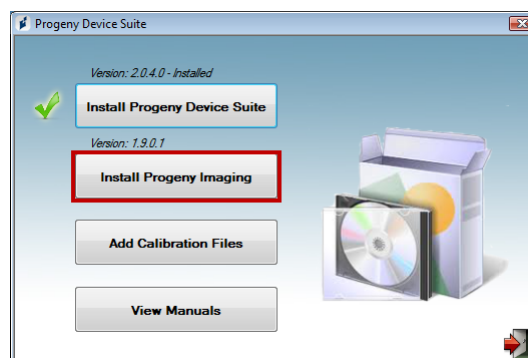 Progeny Device Suite
Version: 2.0.4.0 - Installed
Install Progeny Device Suite
Version: 1.9.0.1
Install Progeny Imaging
Add Calibration Files
View Manuals